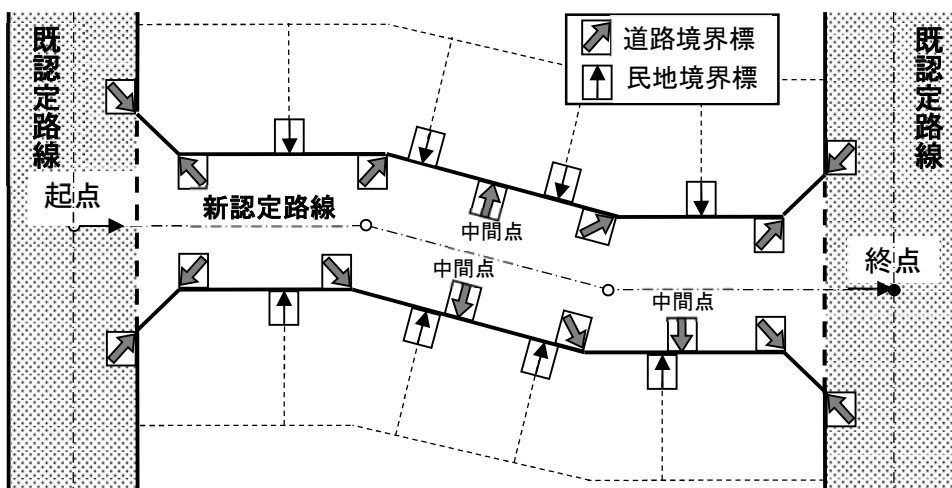 既認定路線
道路境界標
民地境界標
既認定路線
起点
新認定路線
中間点
中間点
終点
中間点